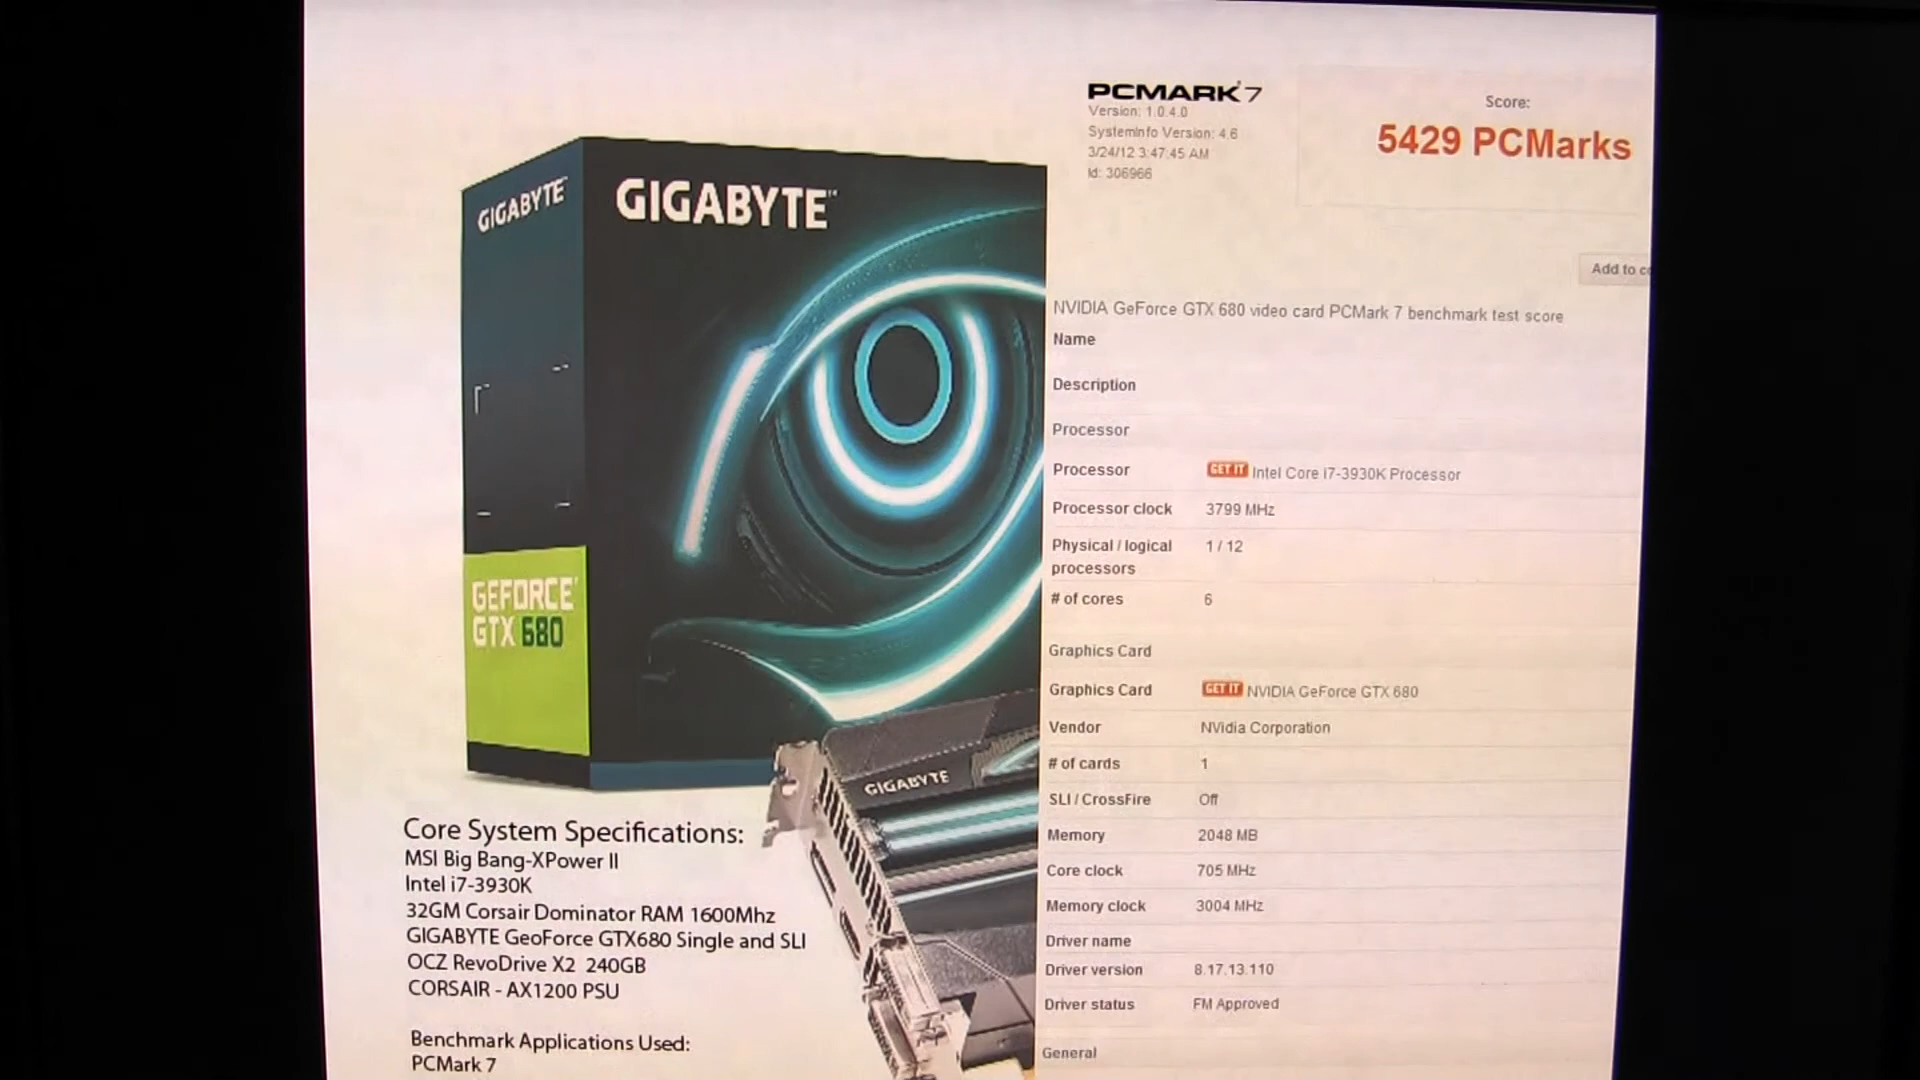 GIGABYTE
GIGABYTE
GEFORCE
GTX 680
GIGABYTE
Core System Specifications:
MSI Big Bang-XPower II
Intel i7-3930K
32GM Corsair Dominator RAM 1600Mhz
GIGABYTE GeoForce GTX680 Single and SLI
OCZ RevoDrive X2 240GB
CORSAIR - AX1200 PSU
Benchmark Applications Used:
PCMark 7
PCMARK 7
Version: 1.0.4.0
SystemInfo Version: 4.6
3/24/12 3:47:45 AM
Id: 306966
Score:
5429 PCMarks
Add to c
NVIDIA GeForce GTX 680 video card PCMark 7 benchmark test score
Name
Description
Processor
Processor GET IT Intel Core i7-3930K Processor
Processor clock 3799 MHz
Physical / logical 1 / 12
processors
# of cores 6
Graphics Card
Graphics Card GET IT NVIDIA GeForce GTX 680
Vendor NVidia Corporation
# of cards 1
SLI / CrossFire Off
Memory 2048 MB
Core clock 705 MHz
Memory clock 3004 MHz
Driver name
Driver version 8.17.13.110
Driver status FM Approved
General